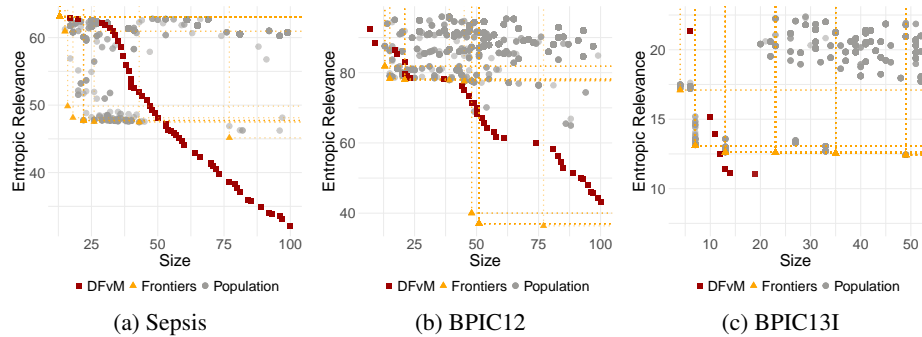 Entropic Relevance
60
50
40
25
50
75
100
Size
DFvM
Frontiers
Population
(a) Sepsis
Entropic Relevance
100
80
60
40
25
50
75
100
Size
DFvM
Frontiers
Population
(b) BPIC12
Entropic Relevance
20
15
10
10
20
30
40
50
Size
DFvM
Frontiers
Population
(c) BPIC13I